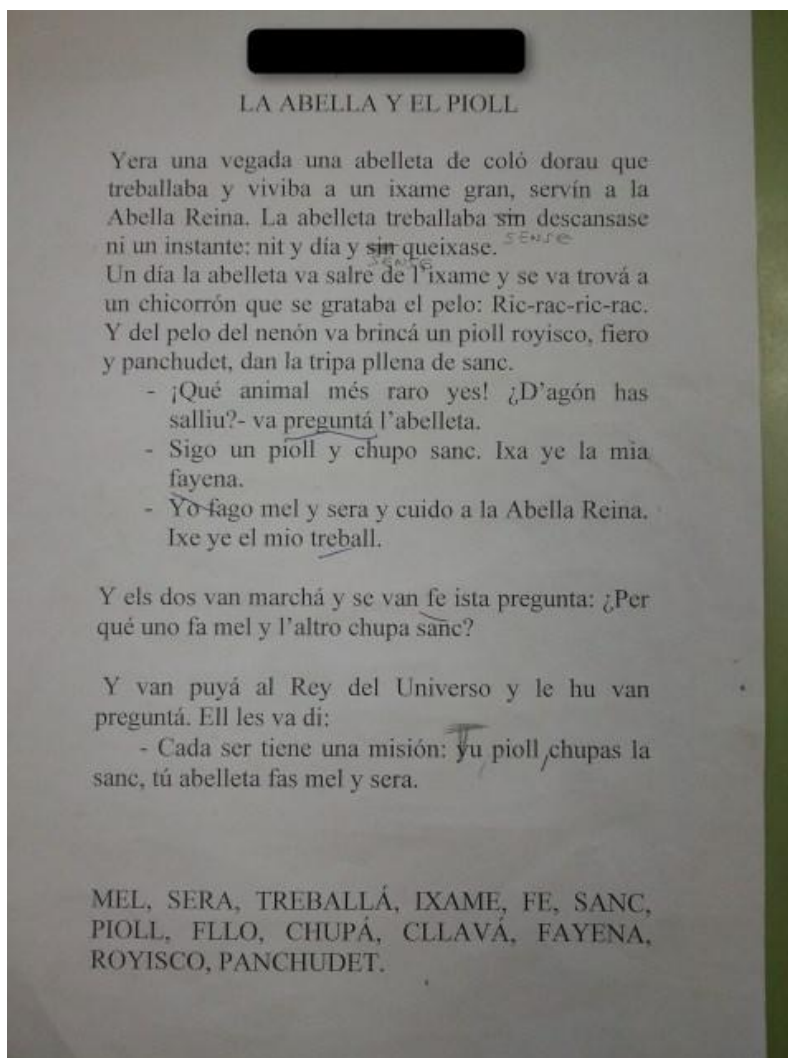 LA ABELLA Y EL PIOLL
Yera una vegada una abelleta de coló dorau que
treballaba y viviba a un ixame gran, servín a la
Abella Reina. La abelleta treballaba sin descansase
SENSE
ni un instante: nit y día y sin queixase.
SENSE
Un día la abelleta va salre de l'ixame y se va trová a
un chicorrón que se grataba el pelo: Ric-rac-ric-rac.
Y del pelo del nenón va brincá un pioll royisco, fiero
y panchudet, dan la tripa pllena de sanc.
- ¡Qué animal més raro yes! ¿D'agón has
salliu?- va preguntá l'abelleta.
- Sigo un pioll y chupo sanc. Ixa ye la mia
fayena.
- Yo fago mel y sera y cuido a la Abella Reina.
Ixe ye el mio treball.
Y els dos van marchá y se van fe ista pregunta: ¿Per
qué uno fa mel y l'altro chupa sanc?
Y van puyá al Rey del Universo y le hu van
preguntá. Ell les va di:
- Cada ser tiene una misión: Tu, pioll, chupas la
sanc, tú abelleta fas mel y sera.
MEL, SERA, TREBALLÁ, IXAME, FE, SANC,
PIOLL, FLLO, CHUPÁ, CLLAVÁ, FAYENA,
ROYISCO, PANCHUDET.